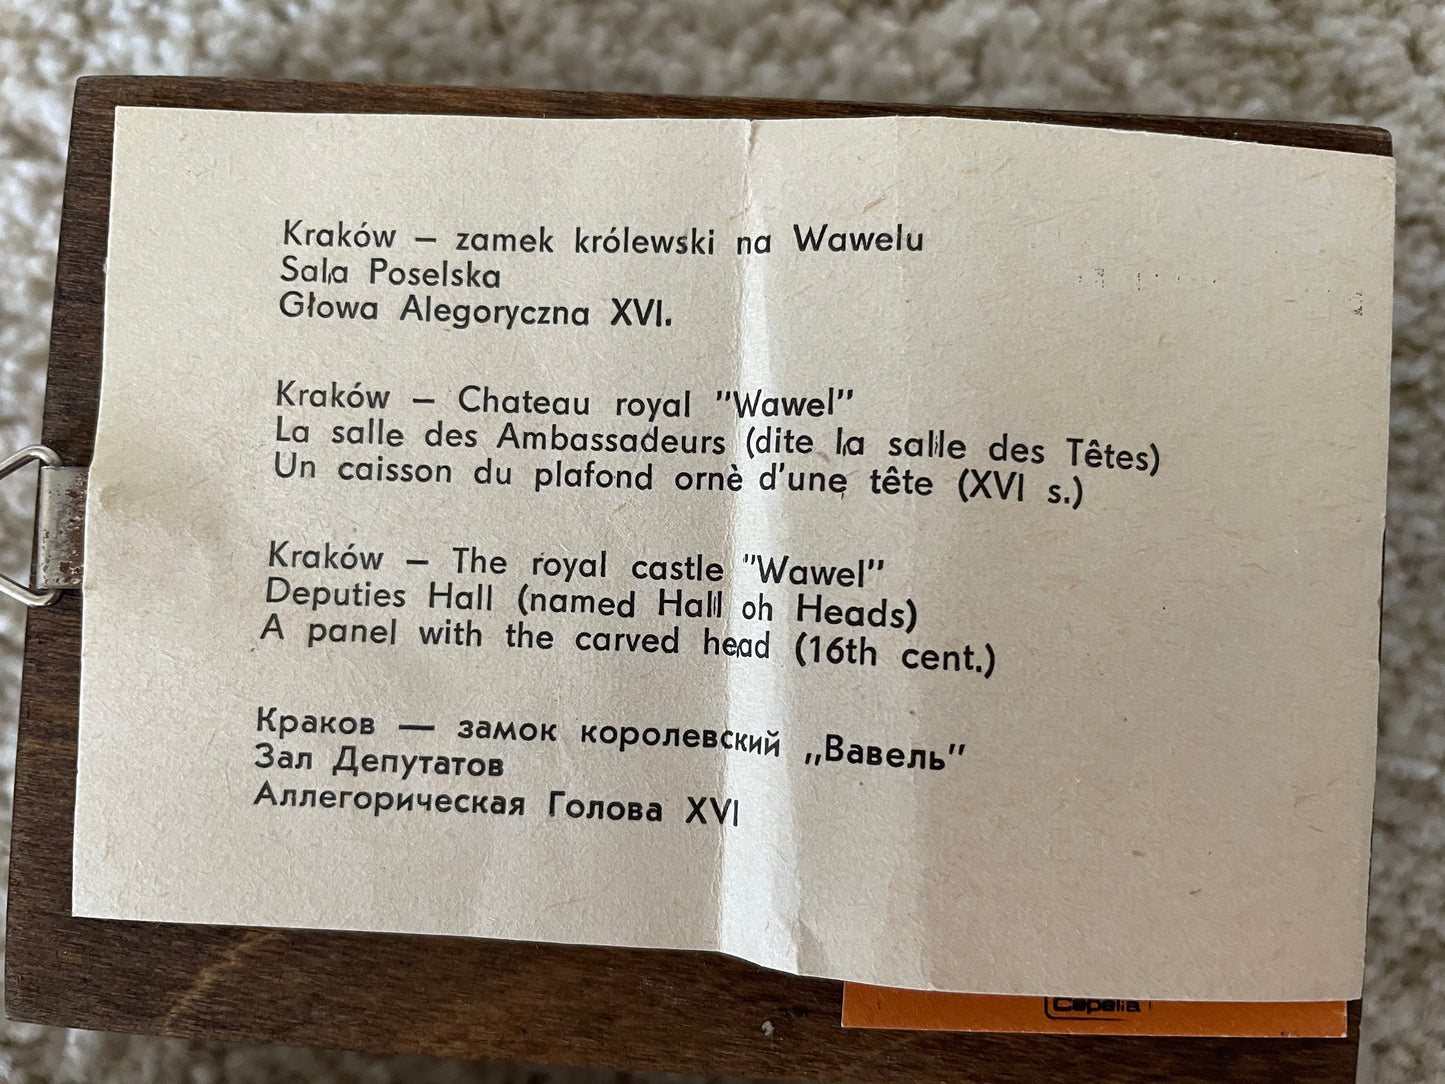 Kraków – zamek królewski na Wawelu
Sala Poselska
Głowa Alegoryczna XVI.
Kraków – Chateau royal "Wawel"
La salle des Ambassadeurs (dite la salle des Têtes)
Un caisson du plafond ornè d'une tête (XVI s.)
Kraków – The royal castle "Wawel"
Deputies Hall (named Hall oh Heads)
A panel with the carved head (16th cent.)
Краков — замок королевский „Вавель"
Зал Депутатов
Аллегорическая Голова XVI
Cepelia